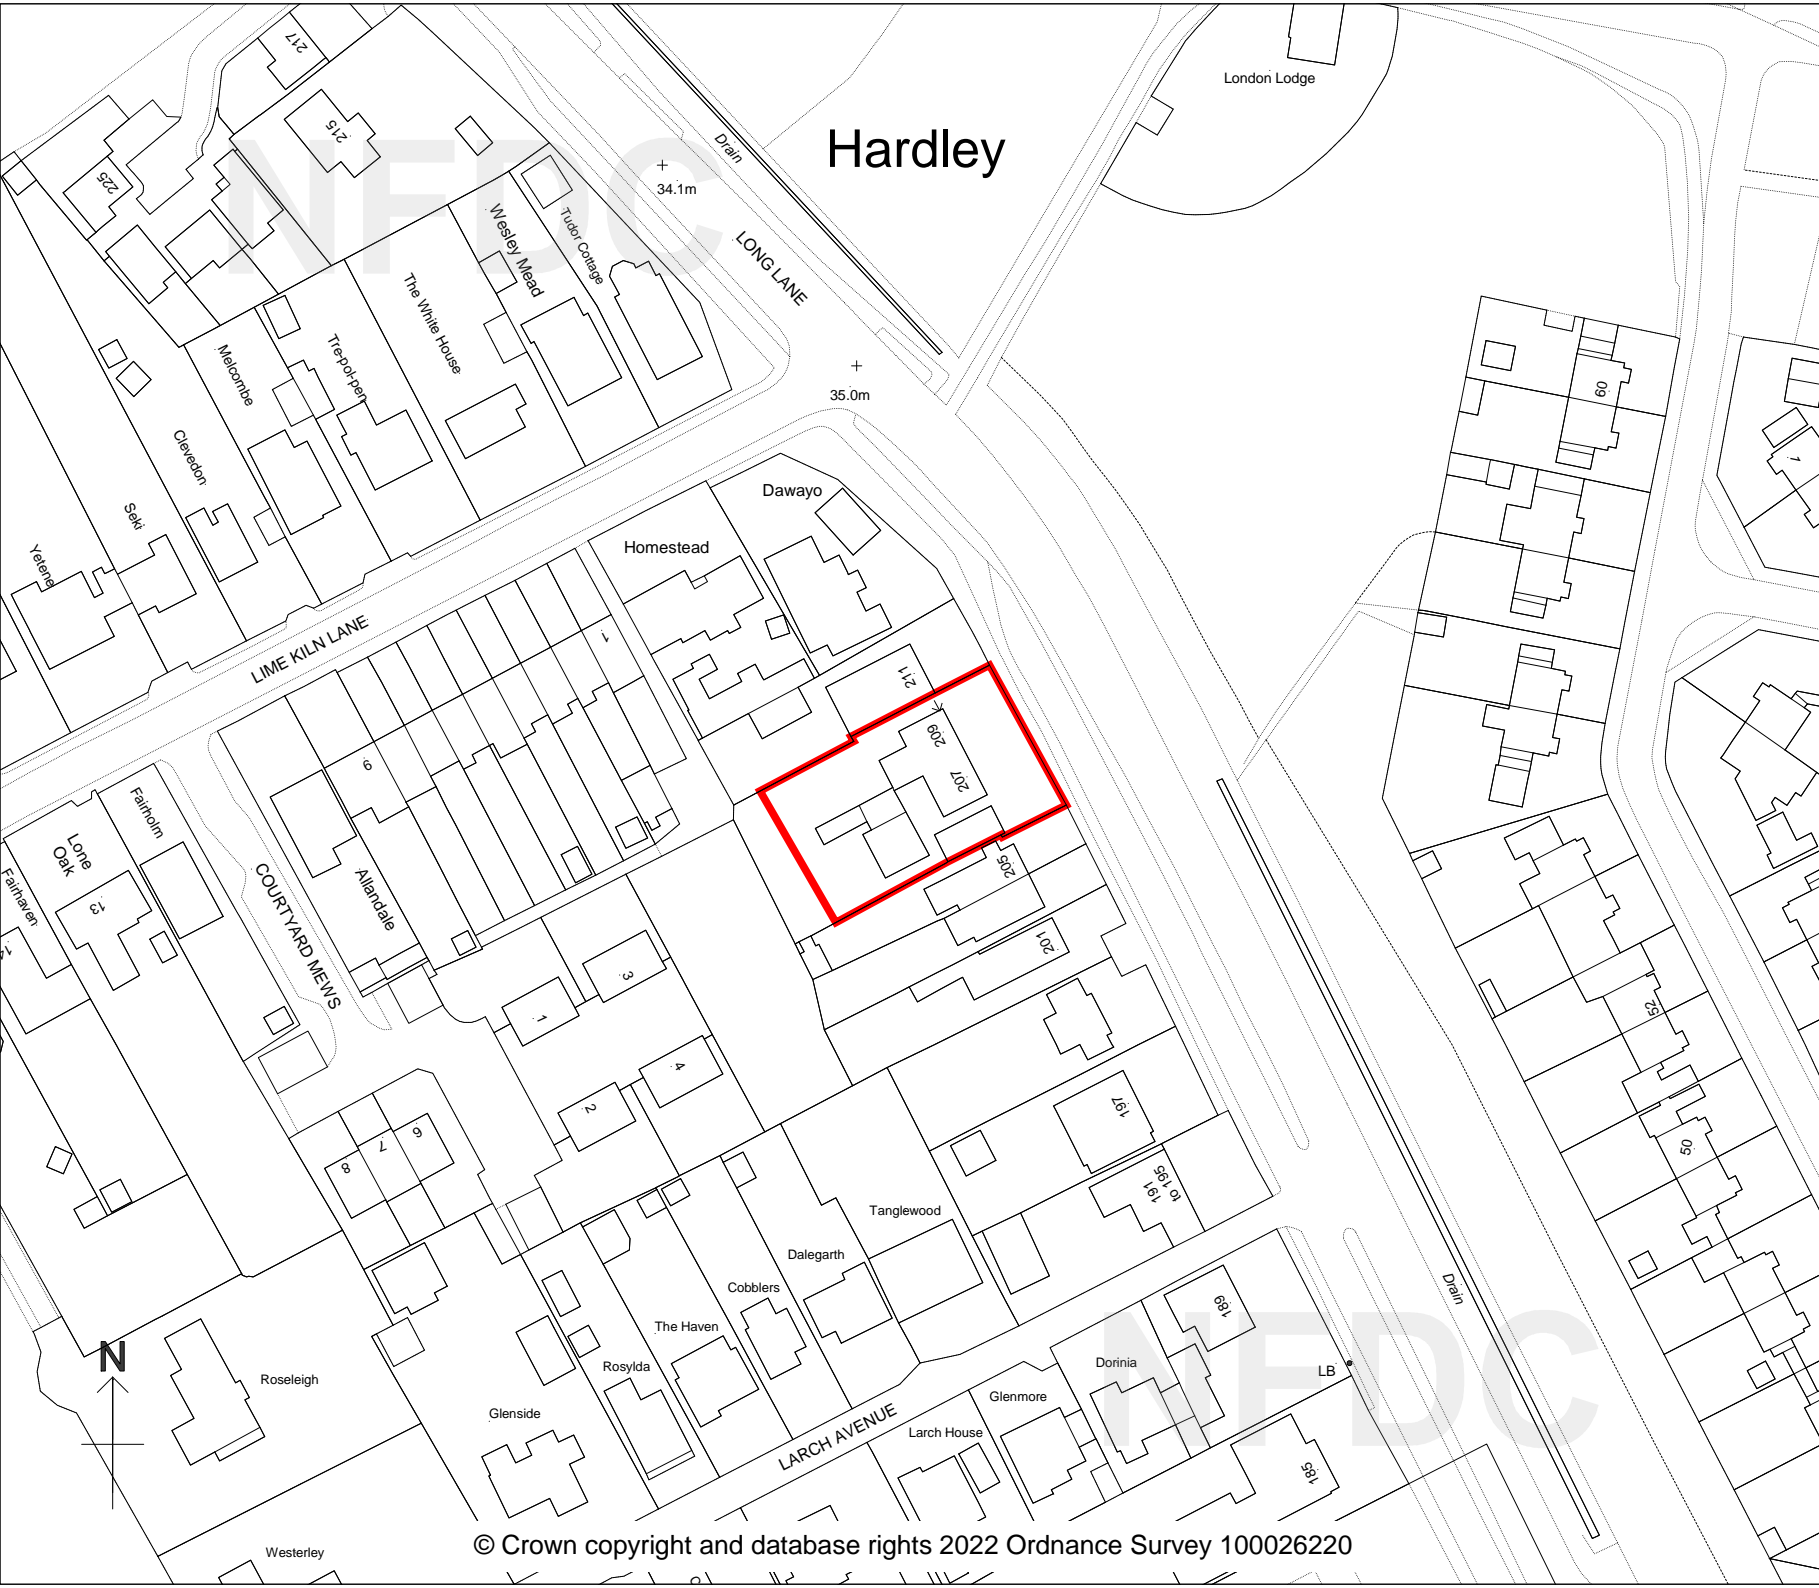 217
London Lodge
215
Hardley
Drain
NFDC
225
34.1m
Wesley Mead
Tudor Cottage
LONG LANE
The White House
Tre-pol-pen
Melcombe
35.0m
60
Clevedon
1
Seki
Dawayo
Yetene
Homestead
LIME KILN LANE
1
211
209
207
9
Fairholm
Lone
Oak
Fairhaven
13
14
COURTYARD MEWS
Allandale
205
201
3
1
52
4
2
197
6
7
8
50
191
to 195
Tanglewood
Dalegarth
Cobblers
Drain
189
NFDC
The Haven
N
Rosylda
Dorinia
LB
Roseleigh
Glenmore
Glenside
LARCH AVENUE
Larch House
185
© Crown copyright and database rights 2022 Ordnance Survey 100026220
Westerley